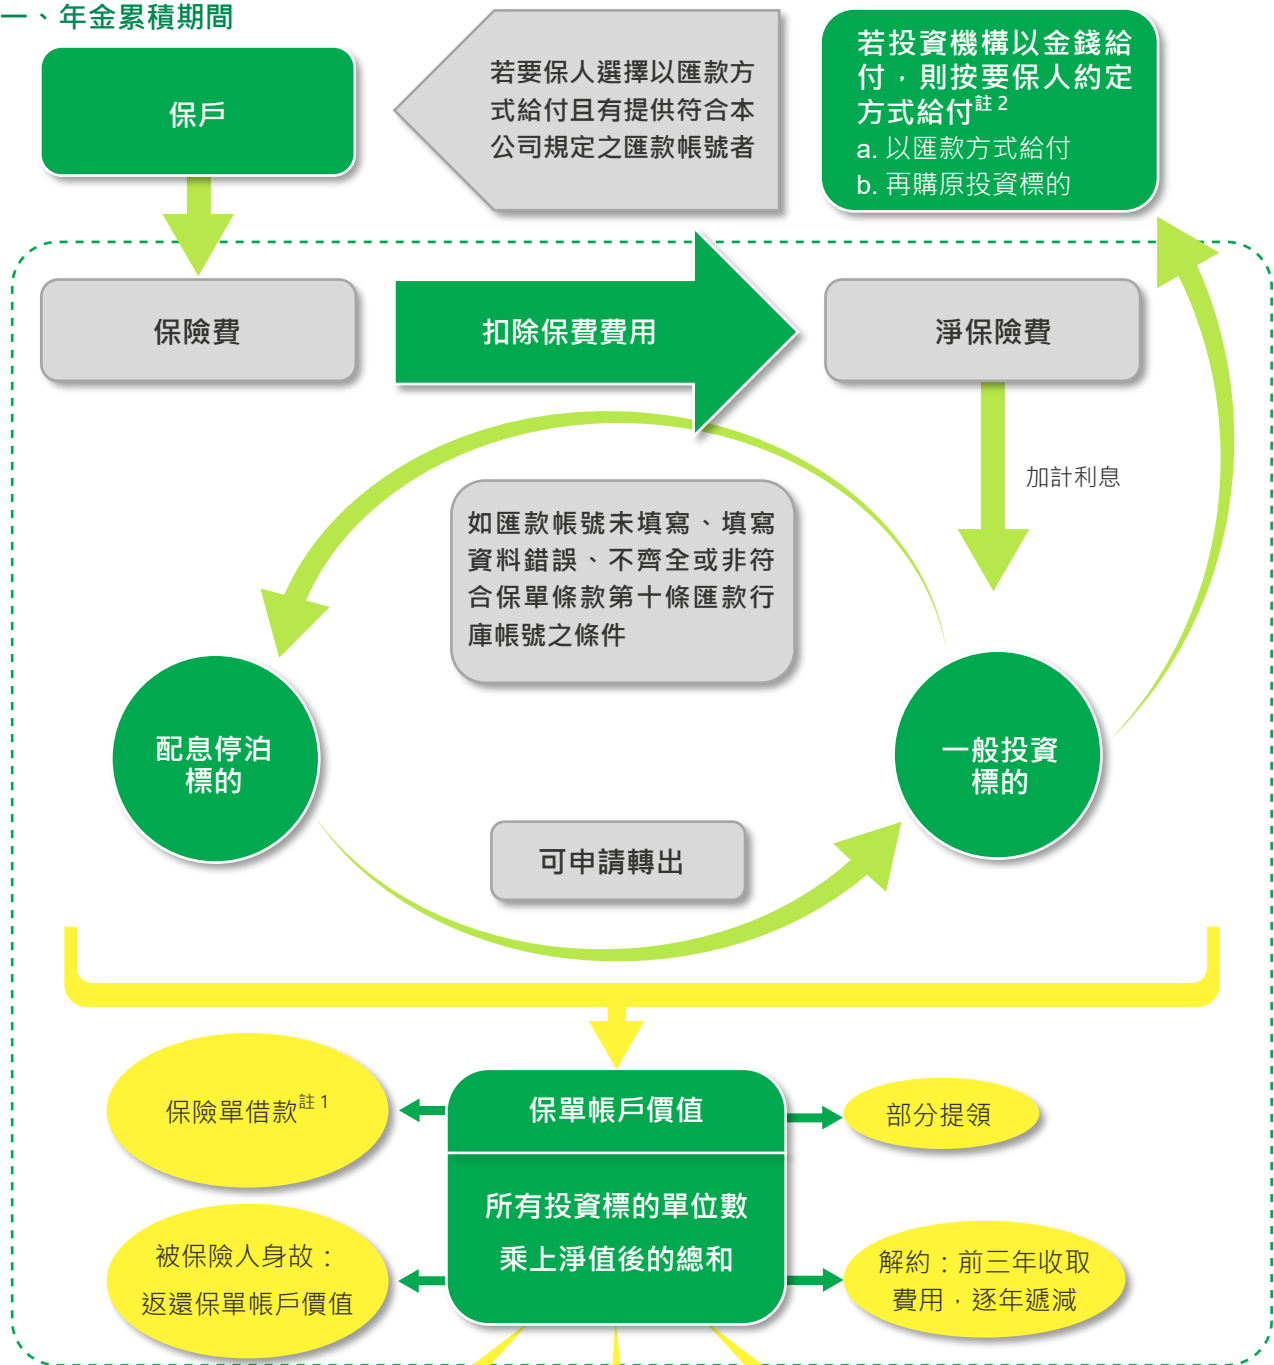 一、年金累積期間
保戶
若要保人選擇以匯款方
式給付且有提供符合本
公司規定之匯款帳號者
若投資機構以金錢給
付，則按要保人約定
方式給付註2
a. 以匯款方式給付
b. 再購原投資標的
保險費
扣除保費費用
淨保險費
加計利息
如匯款帳號未填寫、填寫
資料錯誤、不齊全或非符
合保單條款第十條匯款行
庫帳號之條件
配息停泊
標的
一般投資
標的
可申請轉出
保險單借款註1
保單帳戶價值
部分提領
所有投資標的單位數
乘上淨值後的總和
被保險人身故：
返還保單帳戶價值
解約：前三年收取
費用，逐年遞減